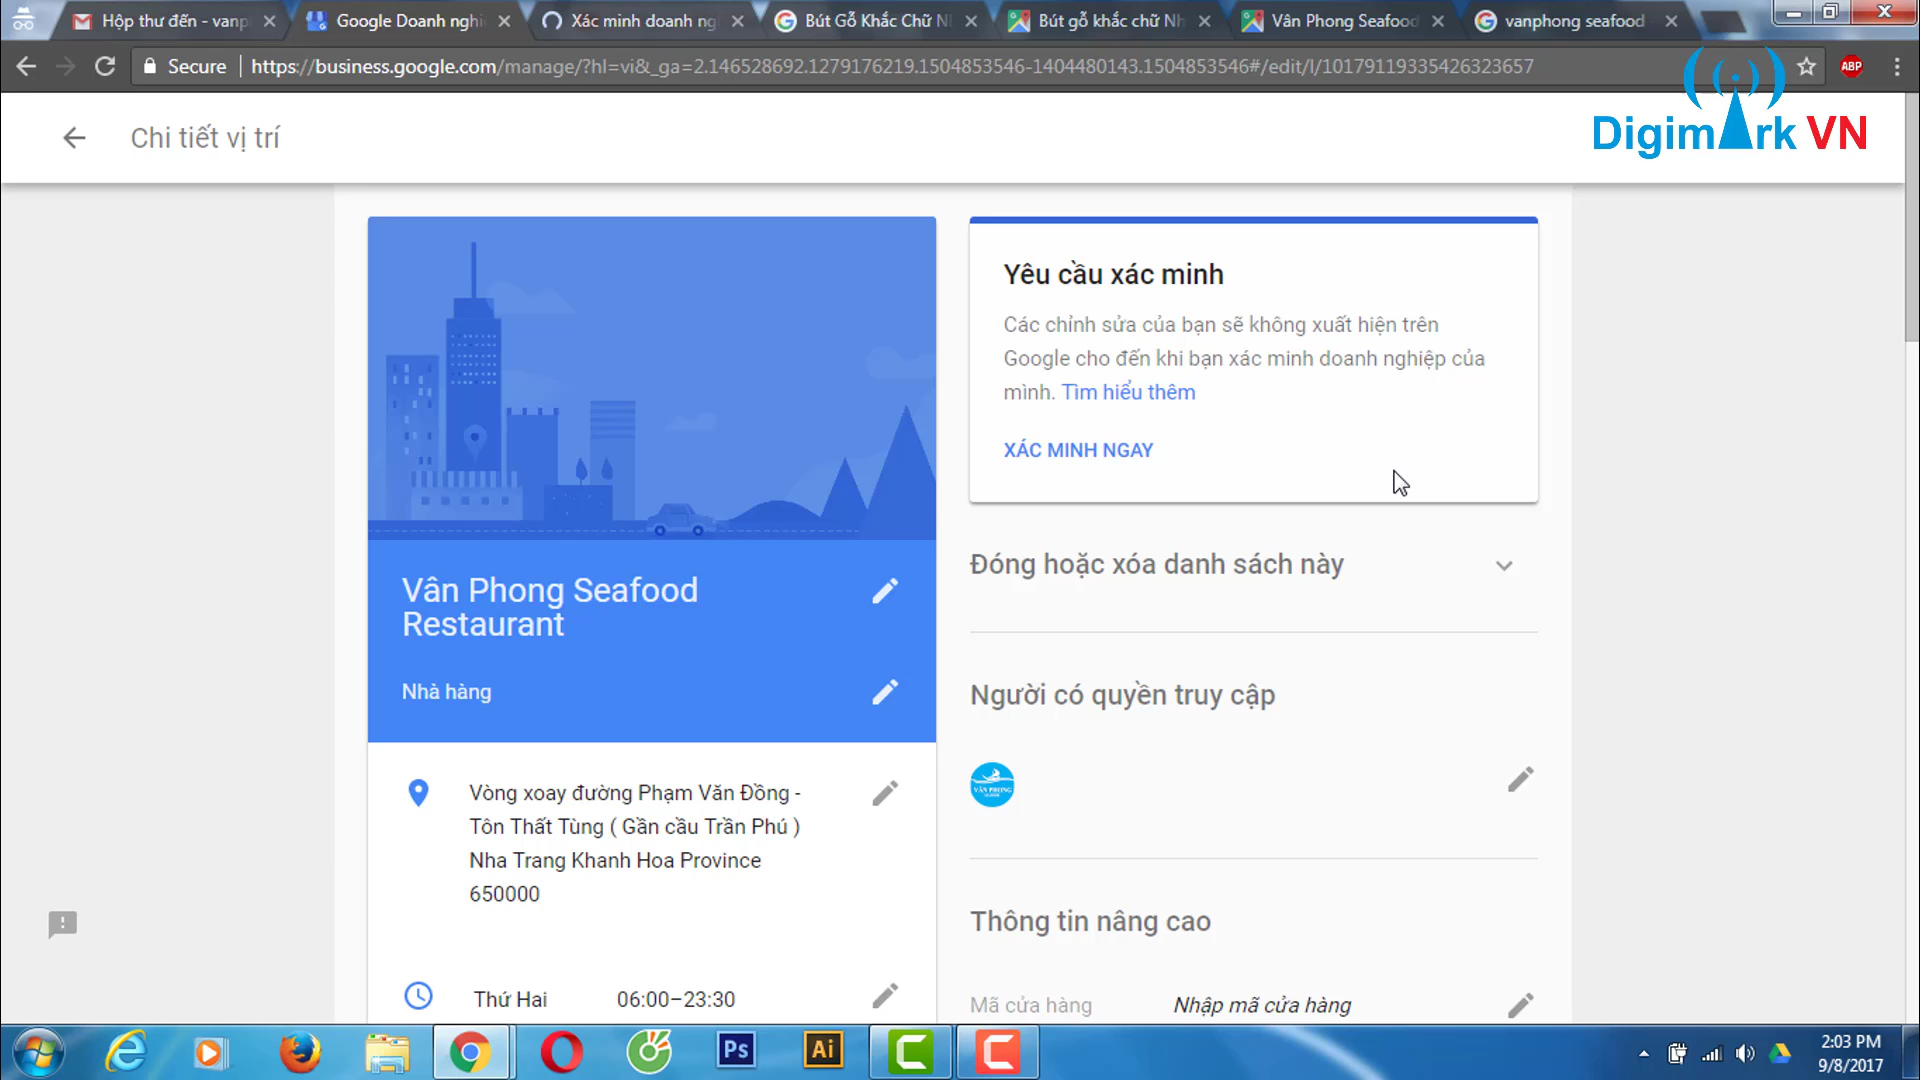 Hộp thư đến - vanp
Google Doanh nghi
Xác minh doanh ng
Bút Gỗ Khắc Chữ N
Bút gỗ khắc chữ Nh
Vân Phong Seafood
vanphong seafood
Secure
https://business.google.com/manage/?hl=vi&_ga=2.146528692.1279176219.1504853546-1404480143.1504853546#/edit/l/10179119335426323657
ABP
Chi tiết vị trí
Digimark VN
Yêu cầu xác minh
Các chỉnh sửa của bạn sẽ không xuất hiện trên
Google cho đến khi bạn xác minh doanh nghiệp của
mình. Tìm hiểu thêm
XÁC MINH NGAY
Vân Phong Seafood
Restaurant
Nhà hàng
Vòng xoay đường Phạm Văn Đồng -
Tôn Thất Tùng ( Gần cầu Trần Phú )
Nha Trang Khanh Hoa Province
650000
Thứ Hai 06:00–23:30
Đóng hoặc xóa danh sách này
Người có quyền truy cập
VÂN PHONG
Thông tin nâng cao
Mã cửa hàng Nhập mã cửa hàng
Ps
Ai
2:03 PM
9/8/2017